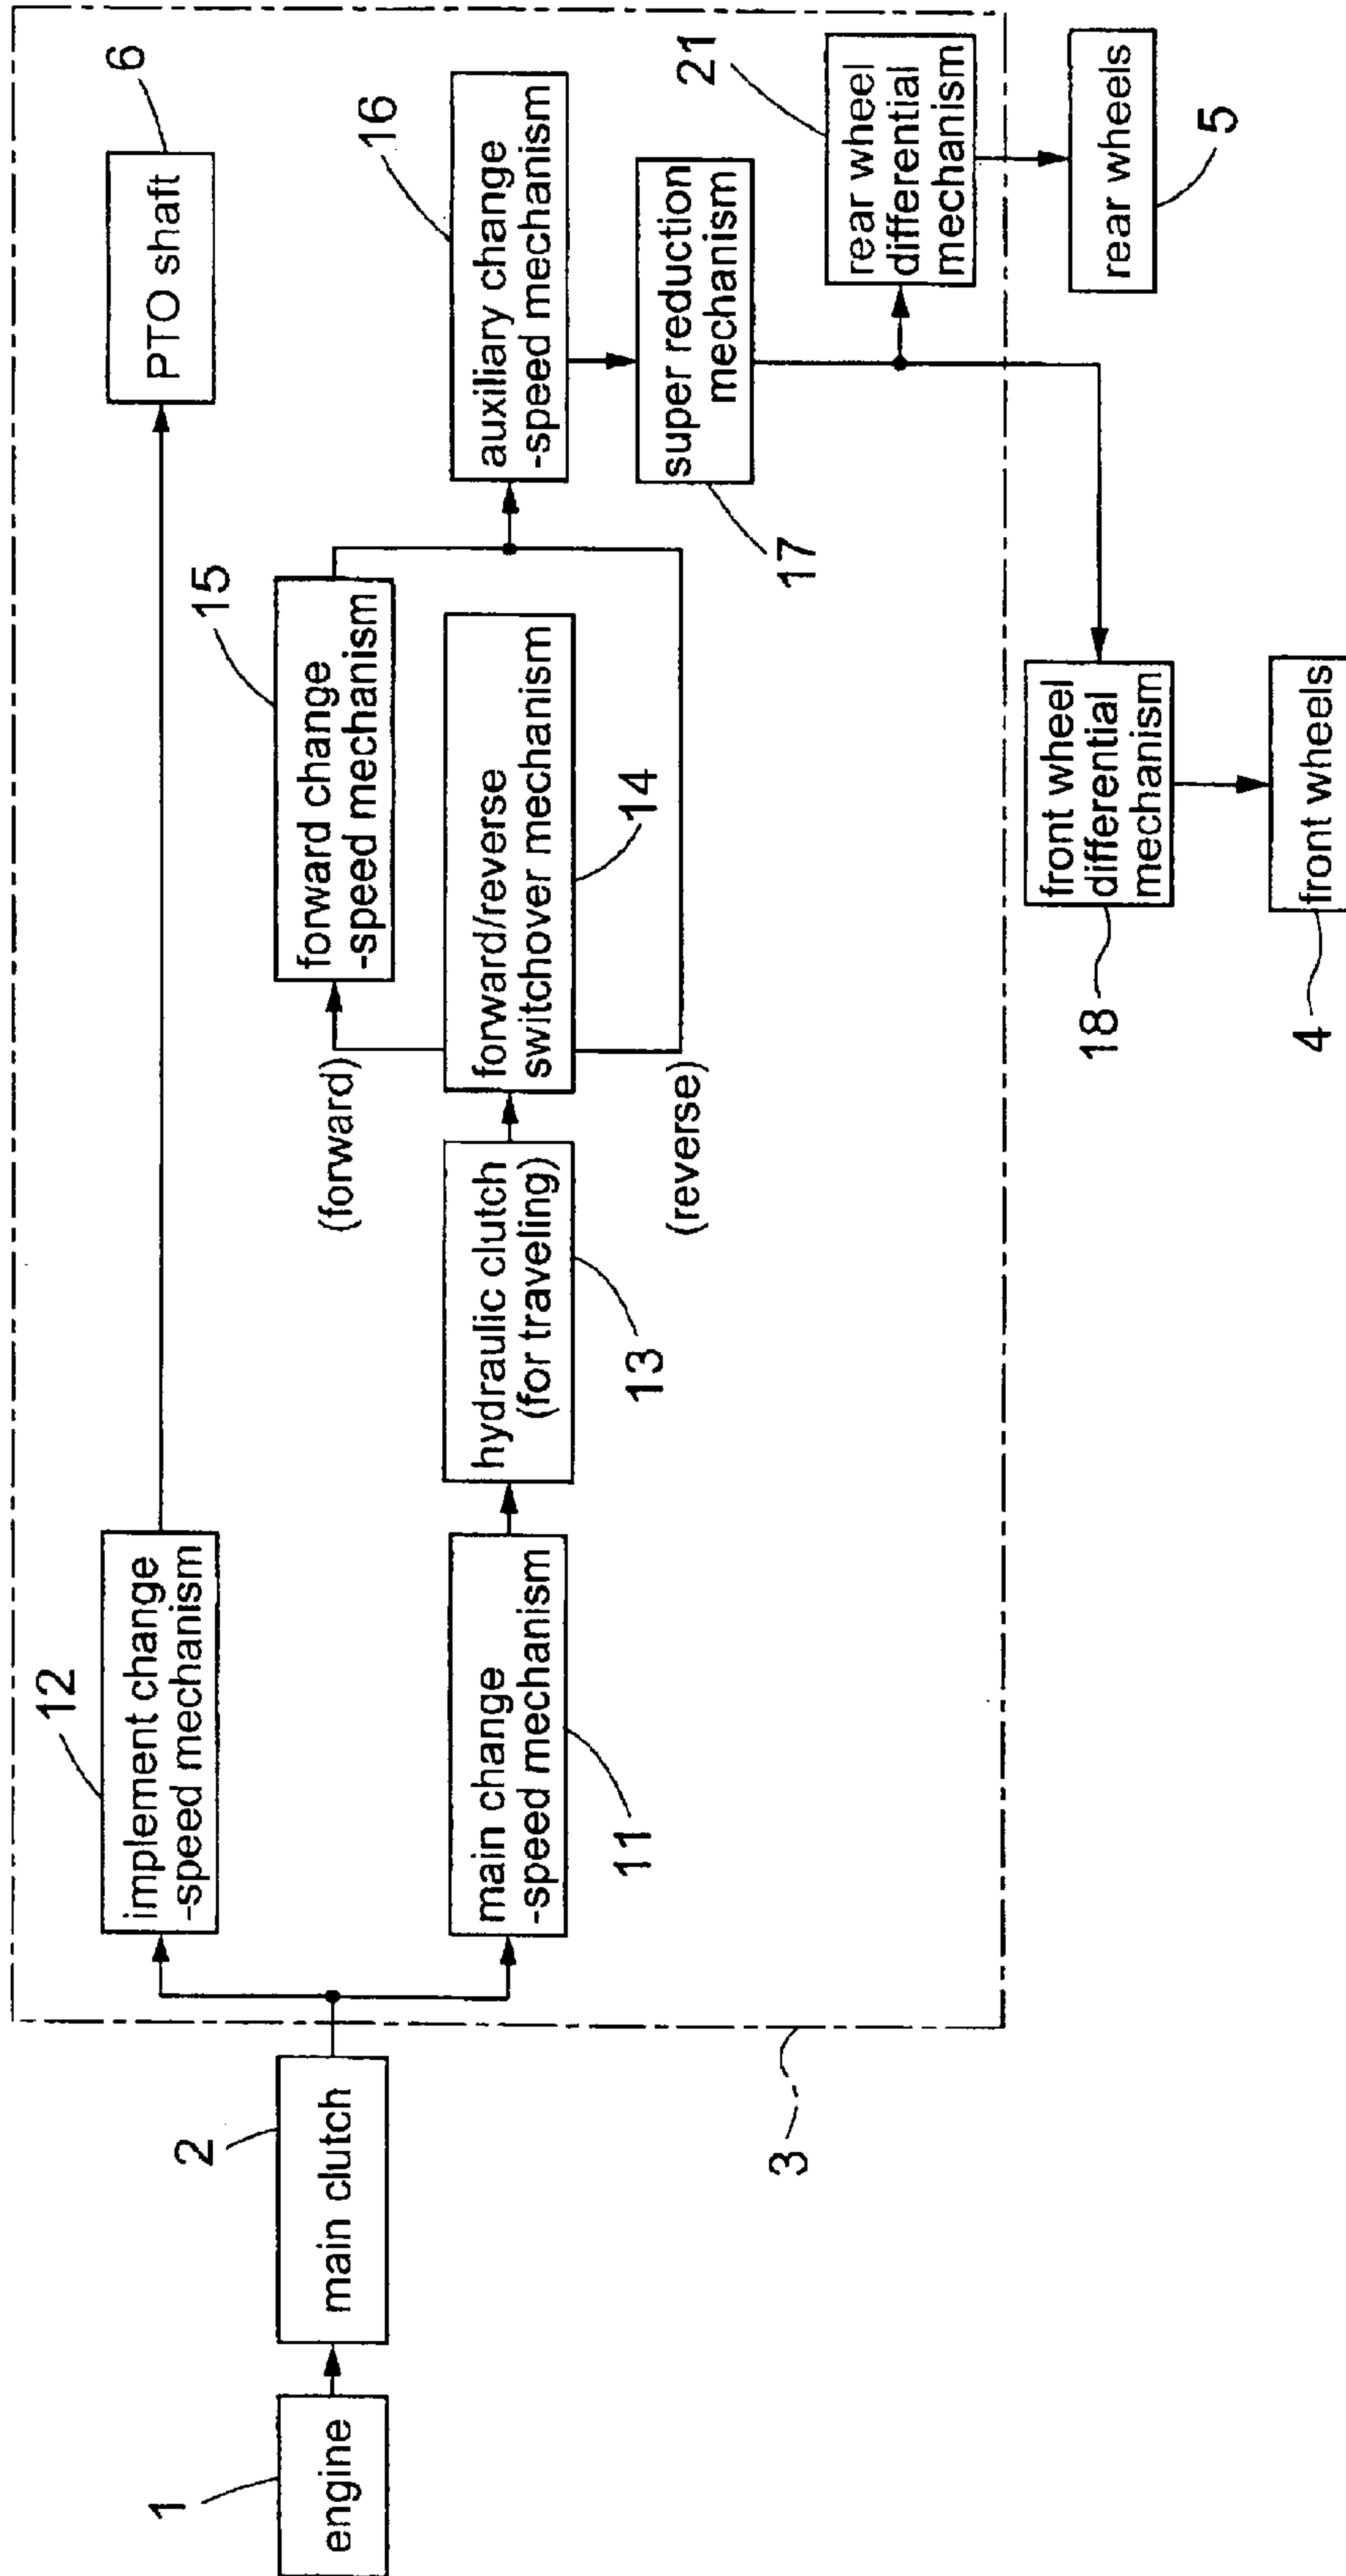 1
engine
2
main clutch
3
12
implement change
-speed mechanism
6
PTO shaft
main change
-speed mechanism
11
hydraulic clutch
(for traveling)
13
(forward)
15
forward change
-speed mechanism
forward/reverse
switchover mechanism
14
(reverse)
16
auxiliary change
-speed mechanism
super reduction
mechanism
17
21
rear wheel
differential
mechanism
rear wheels
5
front wheel
differential
mechanism
18
front wheels
4